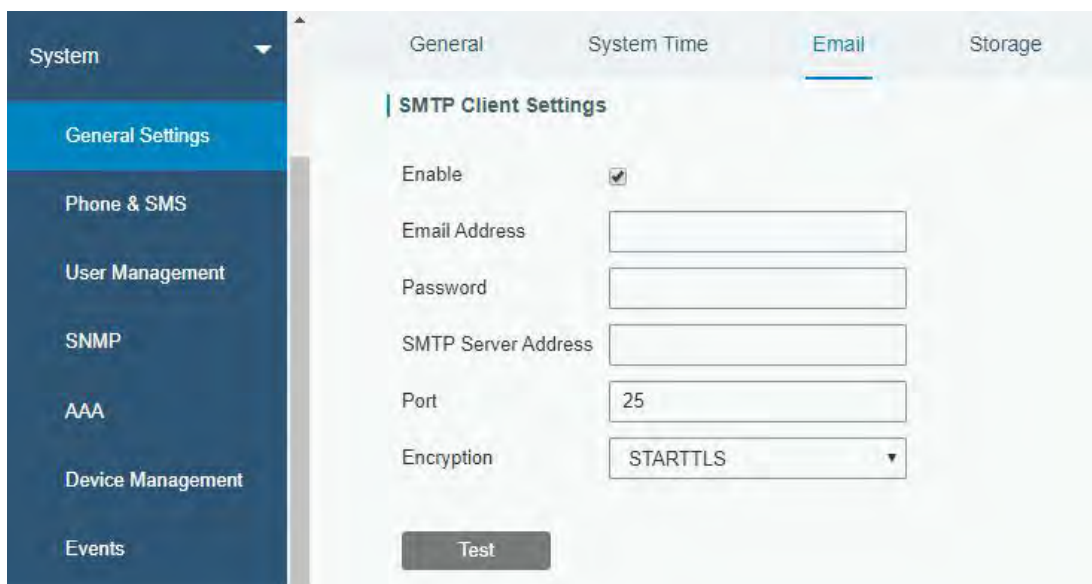 System
General Settings
Phone & SMS
User Management
SNMP
AAA
Device Management
Events
General System Time Email Storage
SMTP Client Settings
Enable
Email Address
Password
SMTP Server Address
Port 25
Encryption STARTTLS
Test